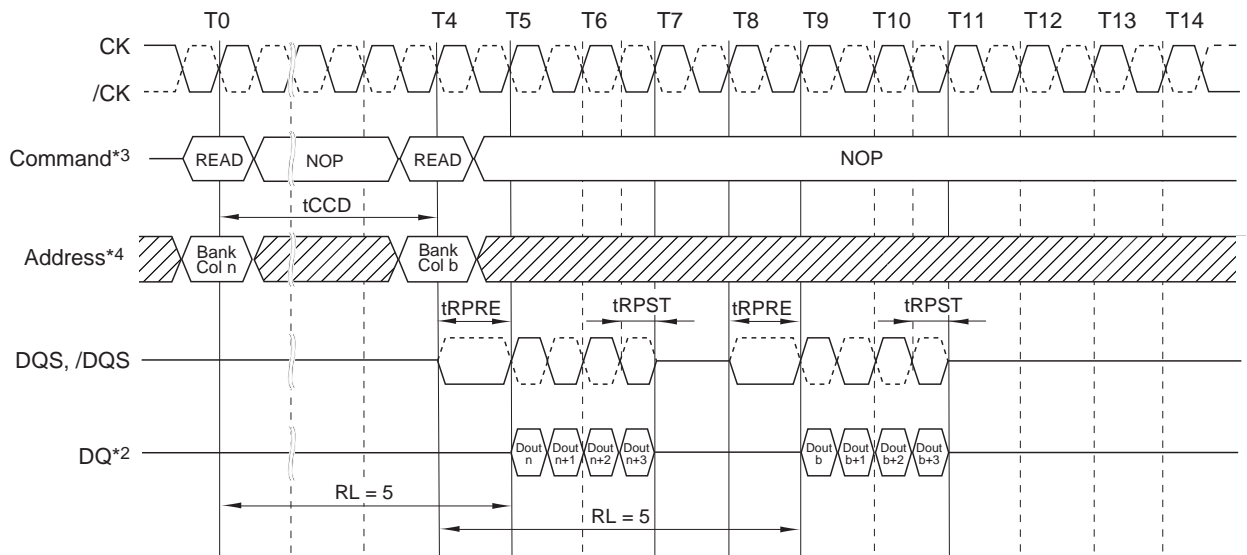 T0 T4 T5 T6 T7 T8 T9 T10 T11 T12 T13 T14
CK
/CK
Command*3 READ NOP READ NOP
tCCD
Address*4 Bank Col n Bank Col b
tRPRE tRPST tRPRE tRPST
DQS, /DQS
DQ*2 Dout n Dout n+1 Dout n+2 Dout n+3 Dout b Dout b+1 Dout b+2 Dout b+3
RL = 5
RL = 5